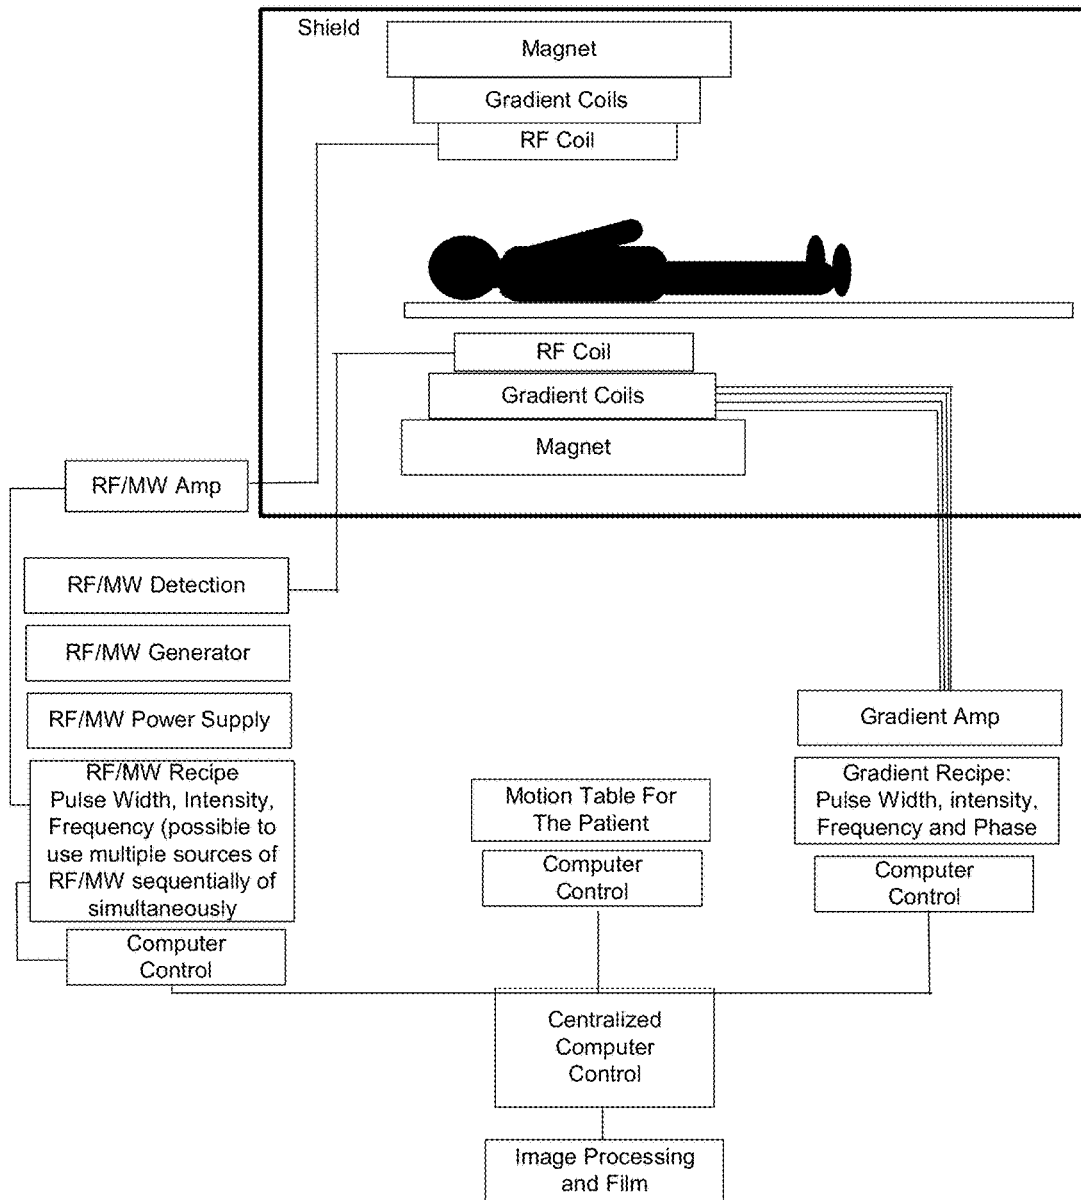 Shield
Magnet
Gradient Coils
RF Coil
RF Coil
Gradient Coils
Magnet
RF/MW Amp
RF/MW Detection
RF/MW Generator
RF/MW Power Supply
RF/MW Recipe
Pulse Width, Intensity,
Frequency (possible to
use multiple sources of
RF/MW sequentially of
simultaneously
Computer
Control
Motion Table For
The Patient
Computer
Control
Gradient Amp
Gradient Recipe:
Pulse Width, intensity,
Frequency and Phase
Computer
Control
Centralized
Computer
Control
Image Processing
and Film